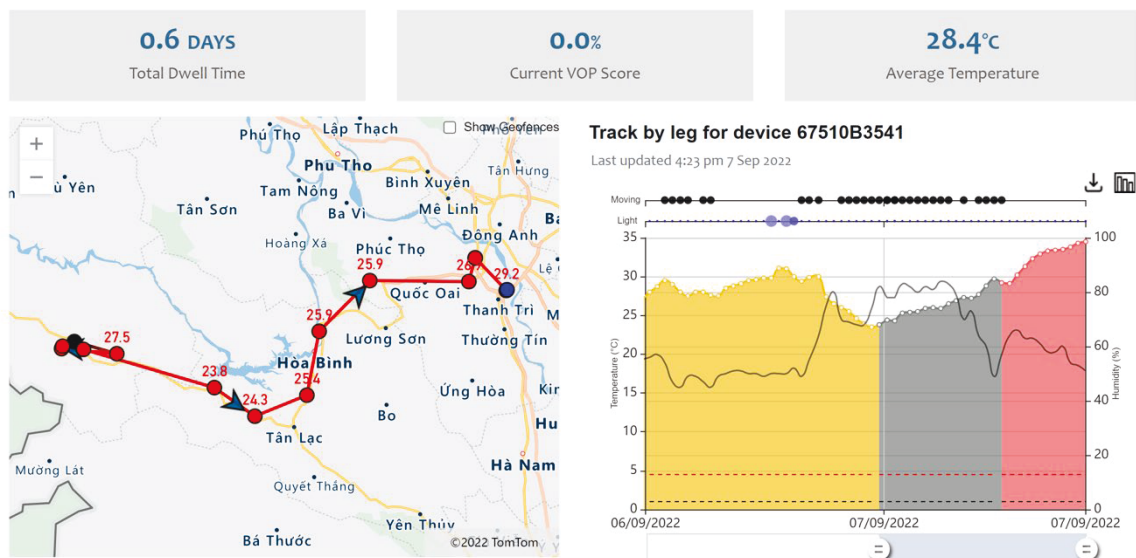 0.6 DAYS
Total Dwell Time
0.0%
Current VOP Score
28.4°C
Average Temperature
+
−
Show Geofences
Phú Thọ
Lập Thạch
Phu Tho
Bình Xuyên
Tân Hưng
Tam Nông
Tân Sơn
Ba Vì
Mê Linh
Hoàng Xá
Phúc Thọ
Đông Anh
25.9
29.2
Quốc Oai
Thanh Trì
25.9
Lương Sơn
Thường Tín
27.5
Hòa Bình
23.8
25.4
24.3
Ứng Hòa
Bo
Tân Lạc
Hà Nam
Mường Lát
Quyết Thắng
Yên Thủy
Bá Thước
©2022 TomTom
Track by leg for device 67510B3541
Last updated 4:23 pm 7 Sep 2022
Moving
Light
35
30
25
20
15
10
5
0
Temperature (°C)
100
80
60
40
20
0
Humidity (%)
06/09/2022
07/09/2022
07/09/2022